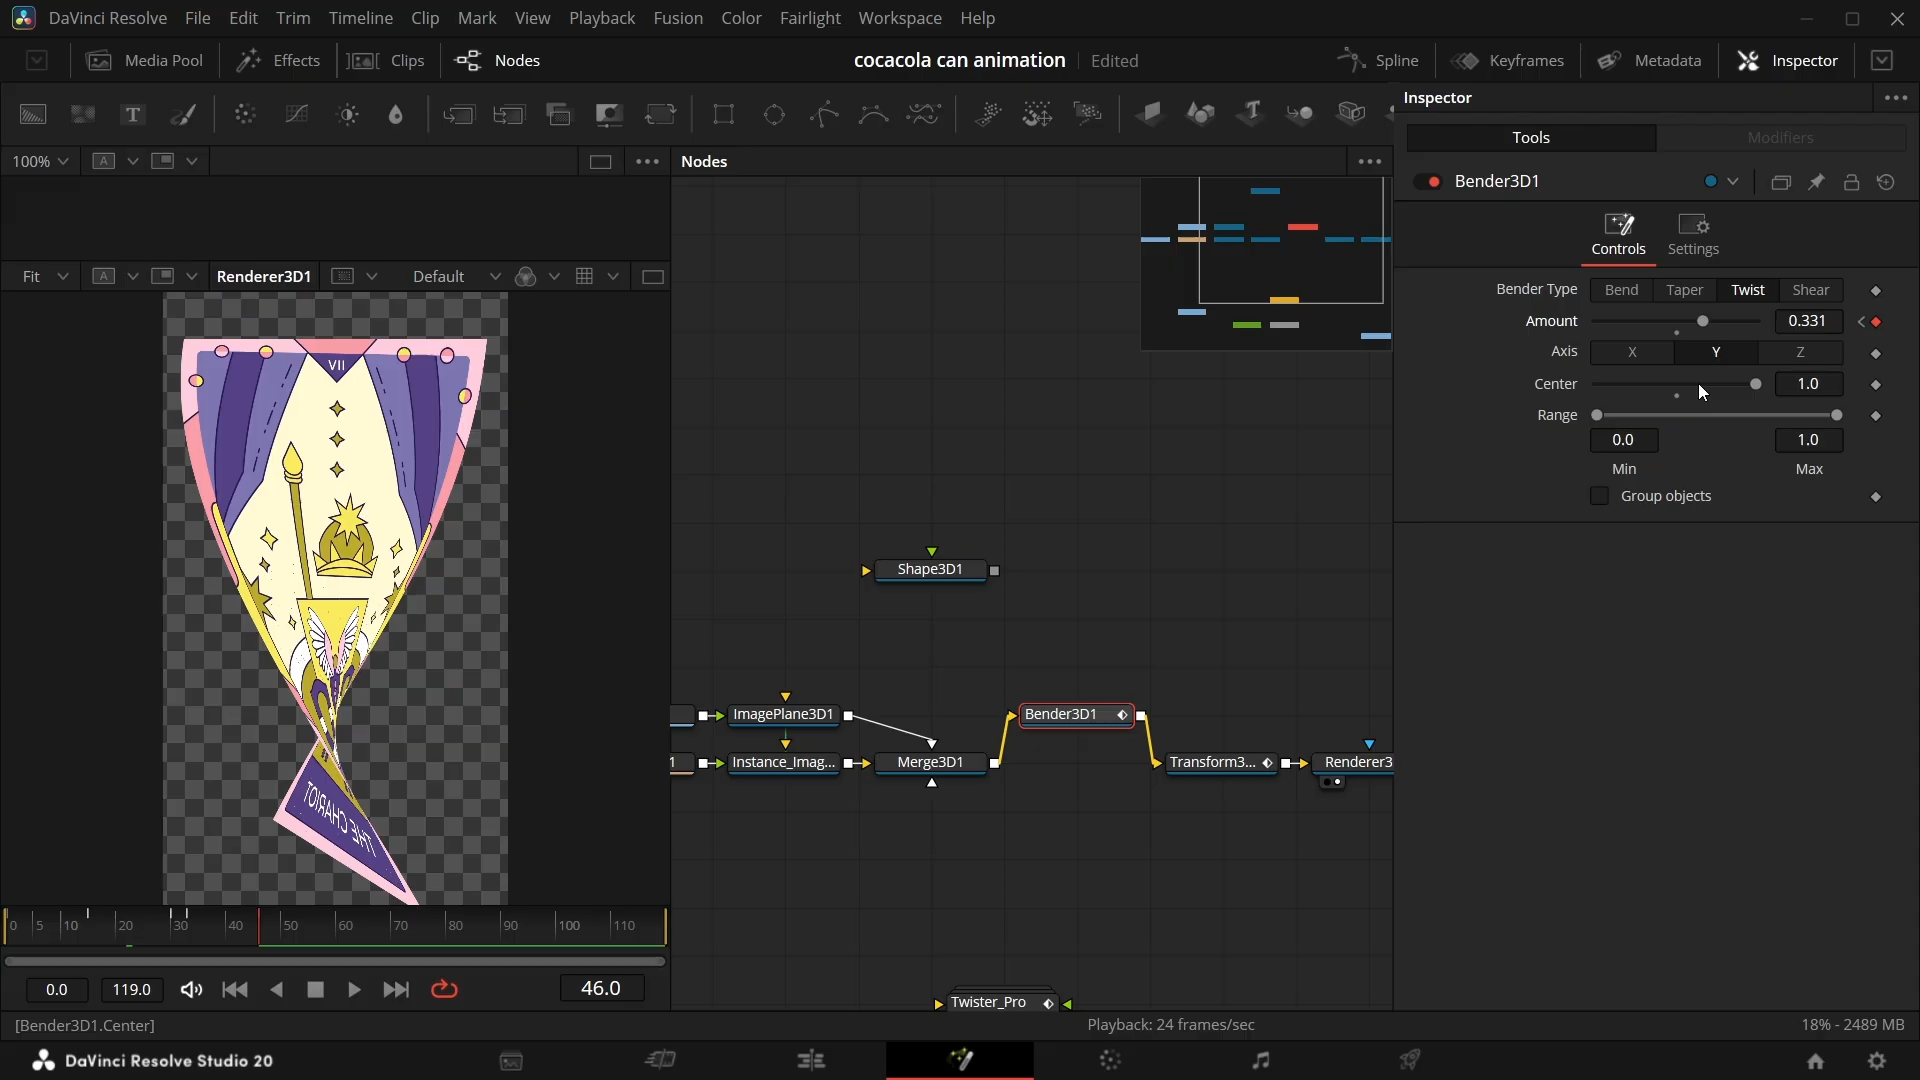 DaVinci Resolve File Edit Trim Timeline Clip Mark View Playback Fusion Color Fairlight Workspace Help
Media Pool Effects Clips Nodes cocacola can animation Edited Spline Keyframes Metadata Inspector
Inspector
Tools Modifiers
100% A Nodes
Bender3D1
Controls Settings
Fit A Renderer3D1 Default
Bender Type Bend Taper Twist Shear
Amount 0.331
Axis X Y Z
Center 1.0
Range
0.0 1.0
Min Max
Group objects
VII
THE CHARIOT
Shape3D1
ImagePlane3D1 Bender3D1
1 Instance_Imag... Merge3D1 Transform3... Renderer3
Twister_Pro
0 5 10 20 30 40 50 60 70 80 90 100 110
0.0 119.0 46.0
[Bender3D1.Center] Playback: 24 frames/sec 18% - 2489 MB
DaVinci Resolve Studio 20